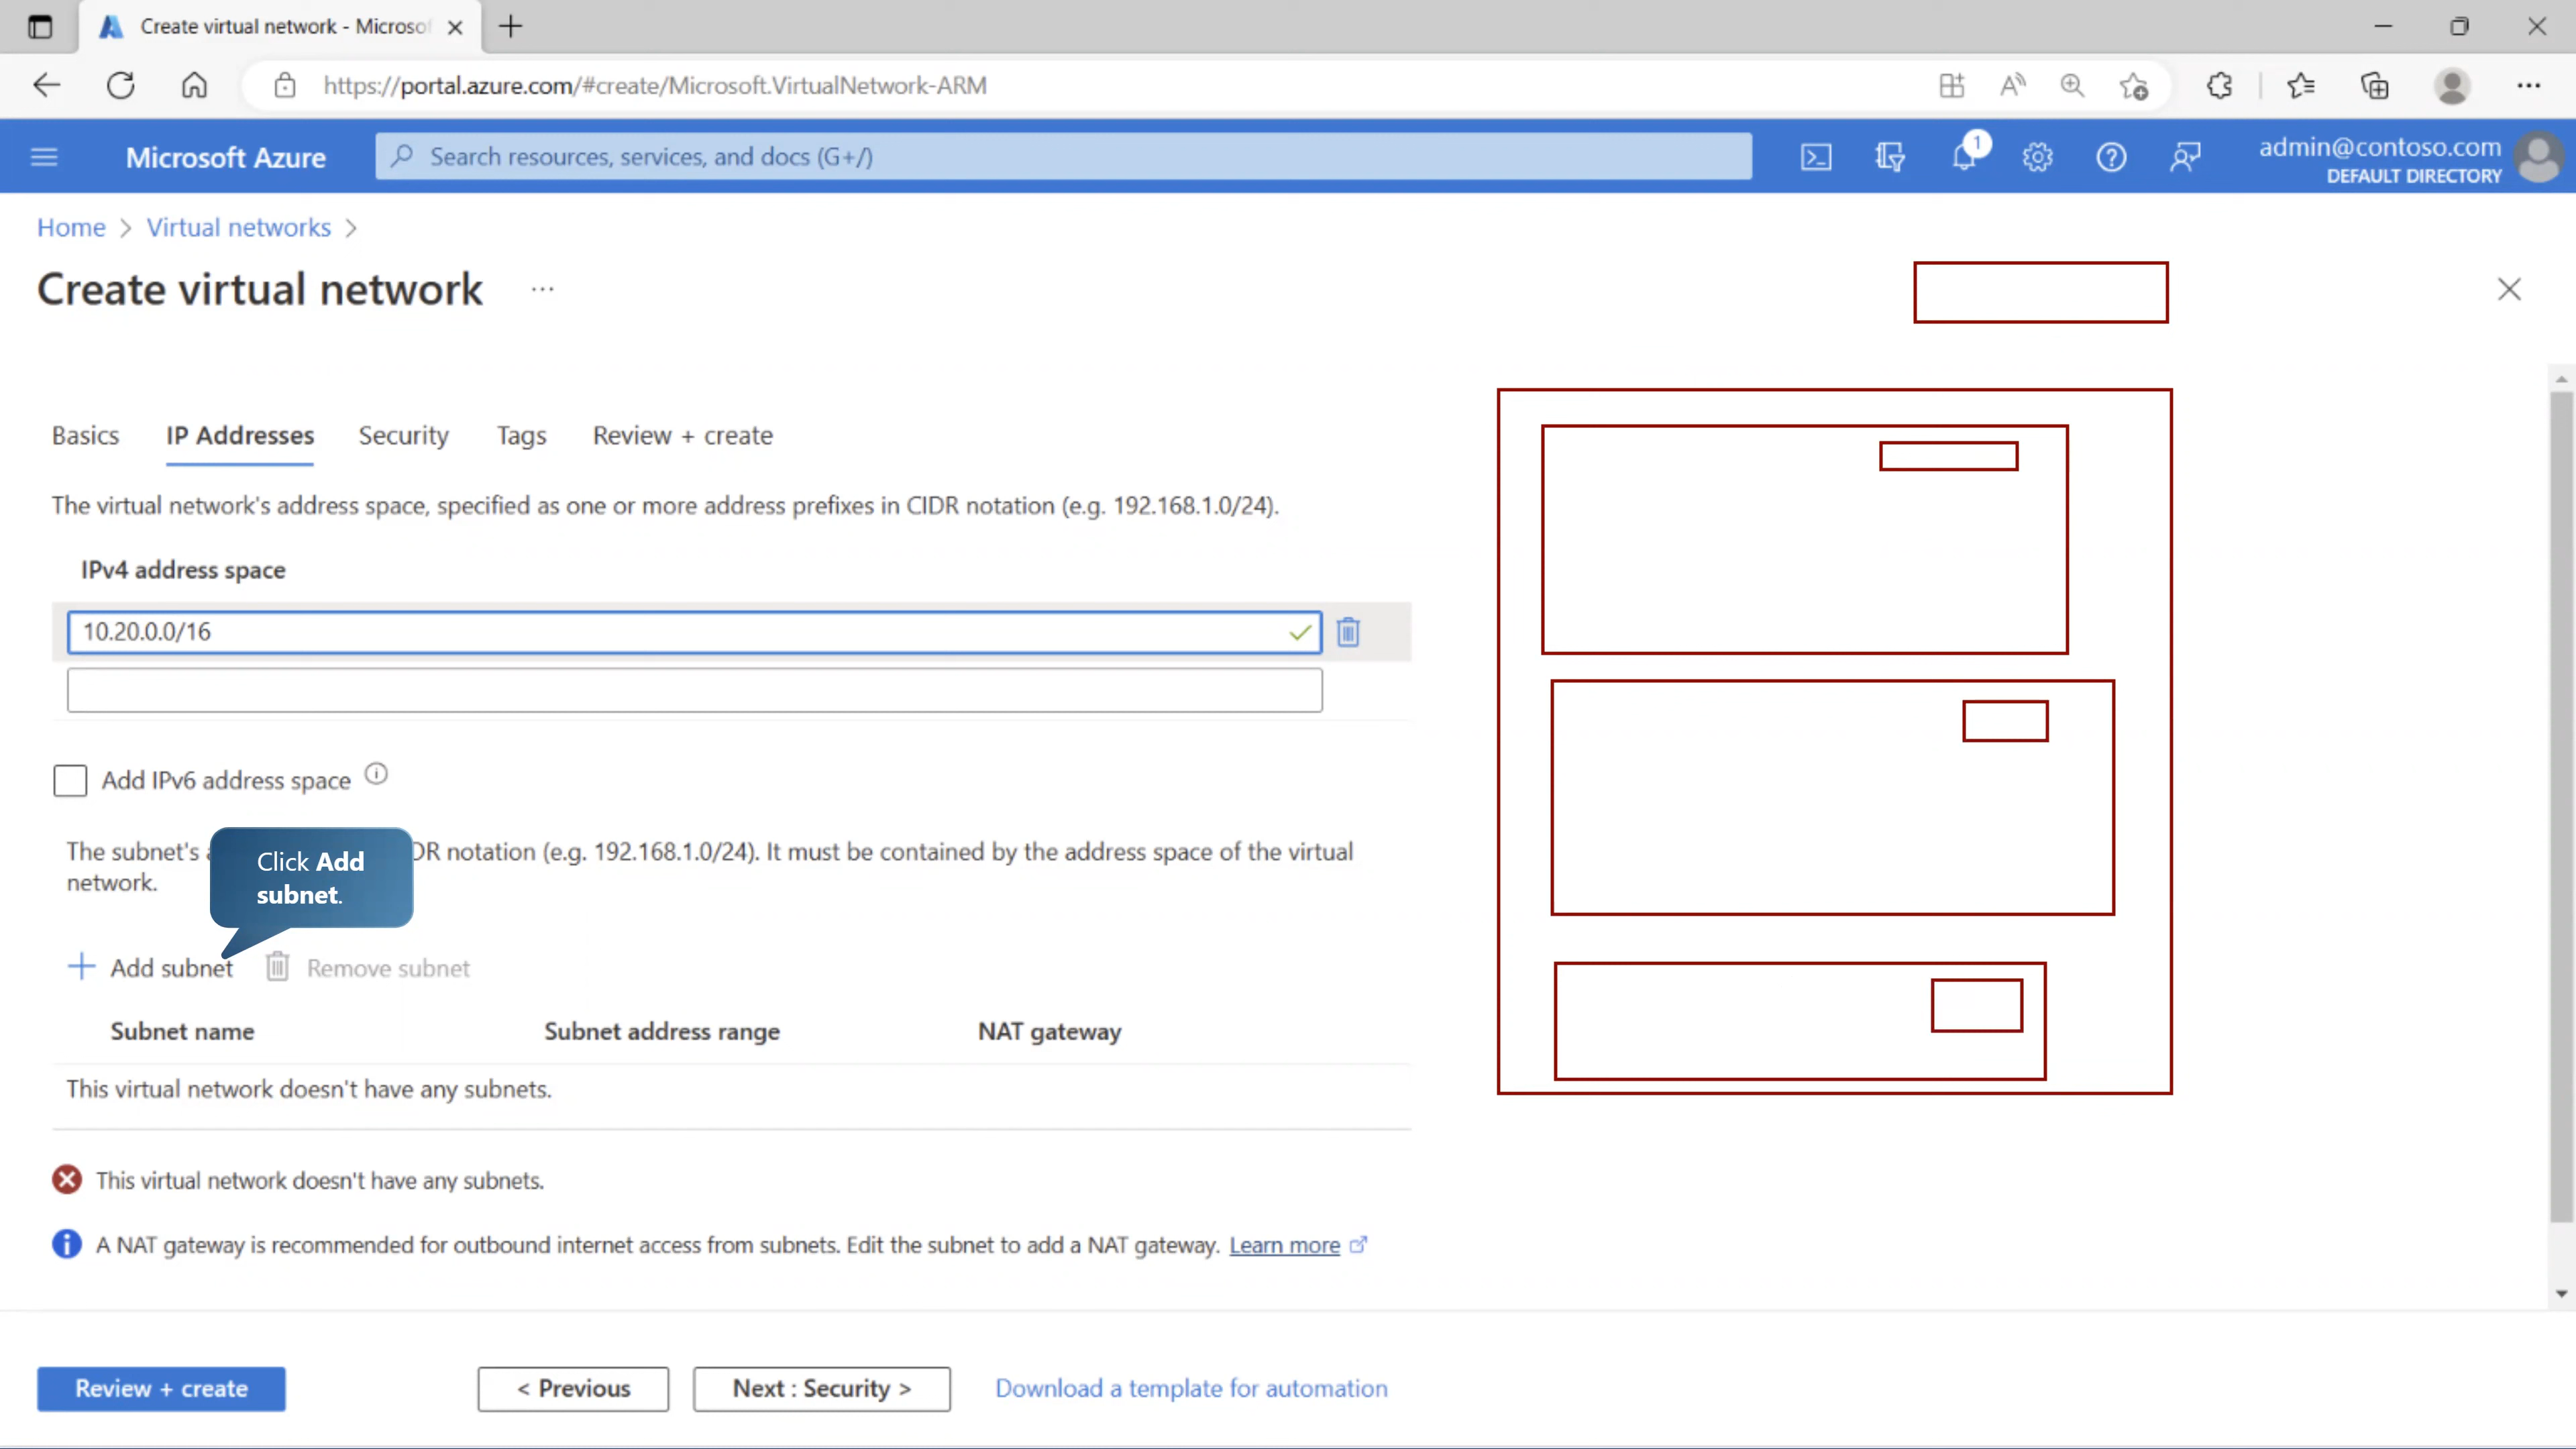 Create virtual network - Microsof
https://portal.azure.com/#create/Microsoft.VirtualNetwork-ARM
Microsoft Azure
Search resources, services, and docs (G+/)
1
admin@contoso.com
DEFAULT DIRECTORY
Home > Virtual networks >
Create virtual network ...
Basics IP Addresses Security Tags Review + create
The virtual network's address space, specified as one or more address prefixes in CIDR notation (e.g. 192.168.1.0/24).
IPv4 address space
10.20.0.0/16
Add IPv6 address space
The subnet's a
DR notation (e.g. 192.168.1.0/24). It must be contained by the address space of the virtual
network.
Click Add
subnet.
Add subnet Remove subnet
Subnet name Subnet address range NAT gateway
This virtual network doesn't have any subnets.
This virtual network doesn't have any subnets.
A NAT gateway is recommended for outbound internet access from subnets. Edit the subnet to add a NAT gateway. Learn more
Review + create < Previous Next : Security > Download a template for automation